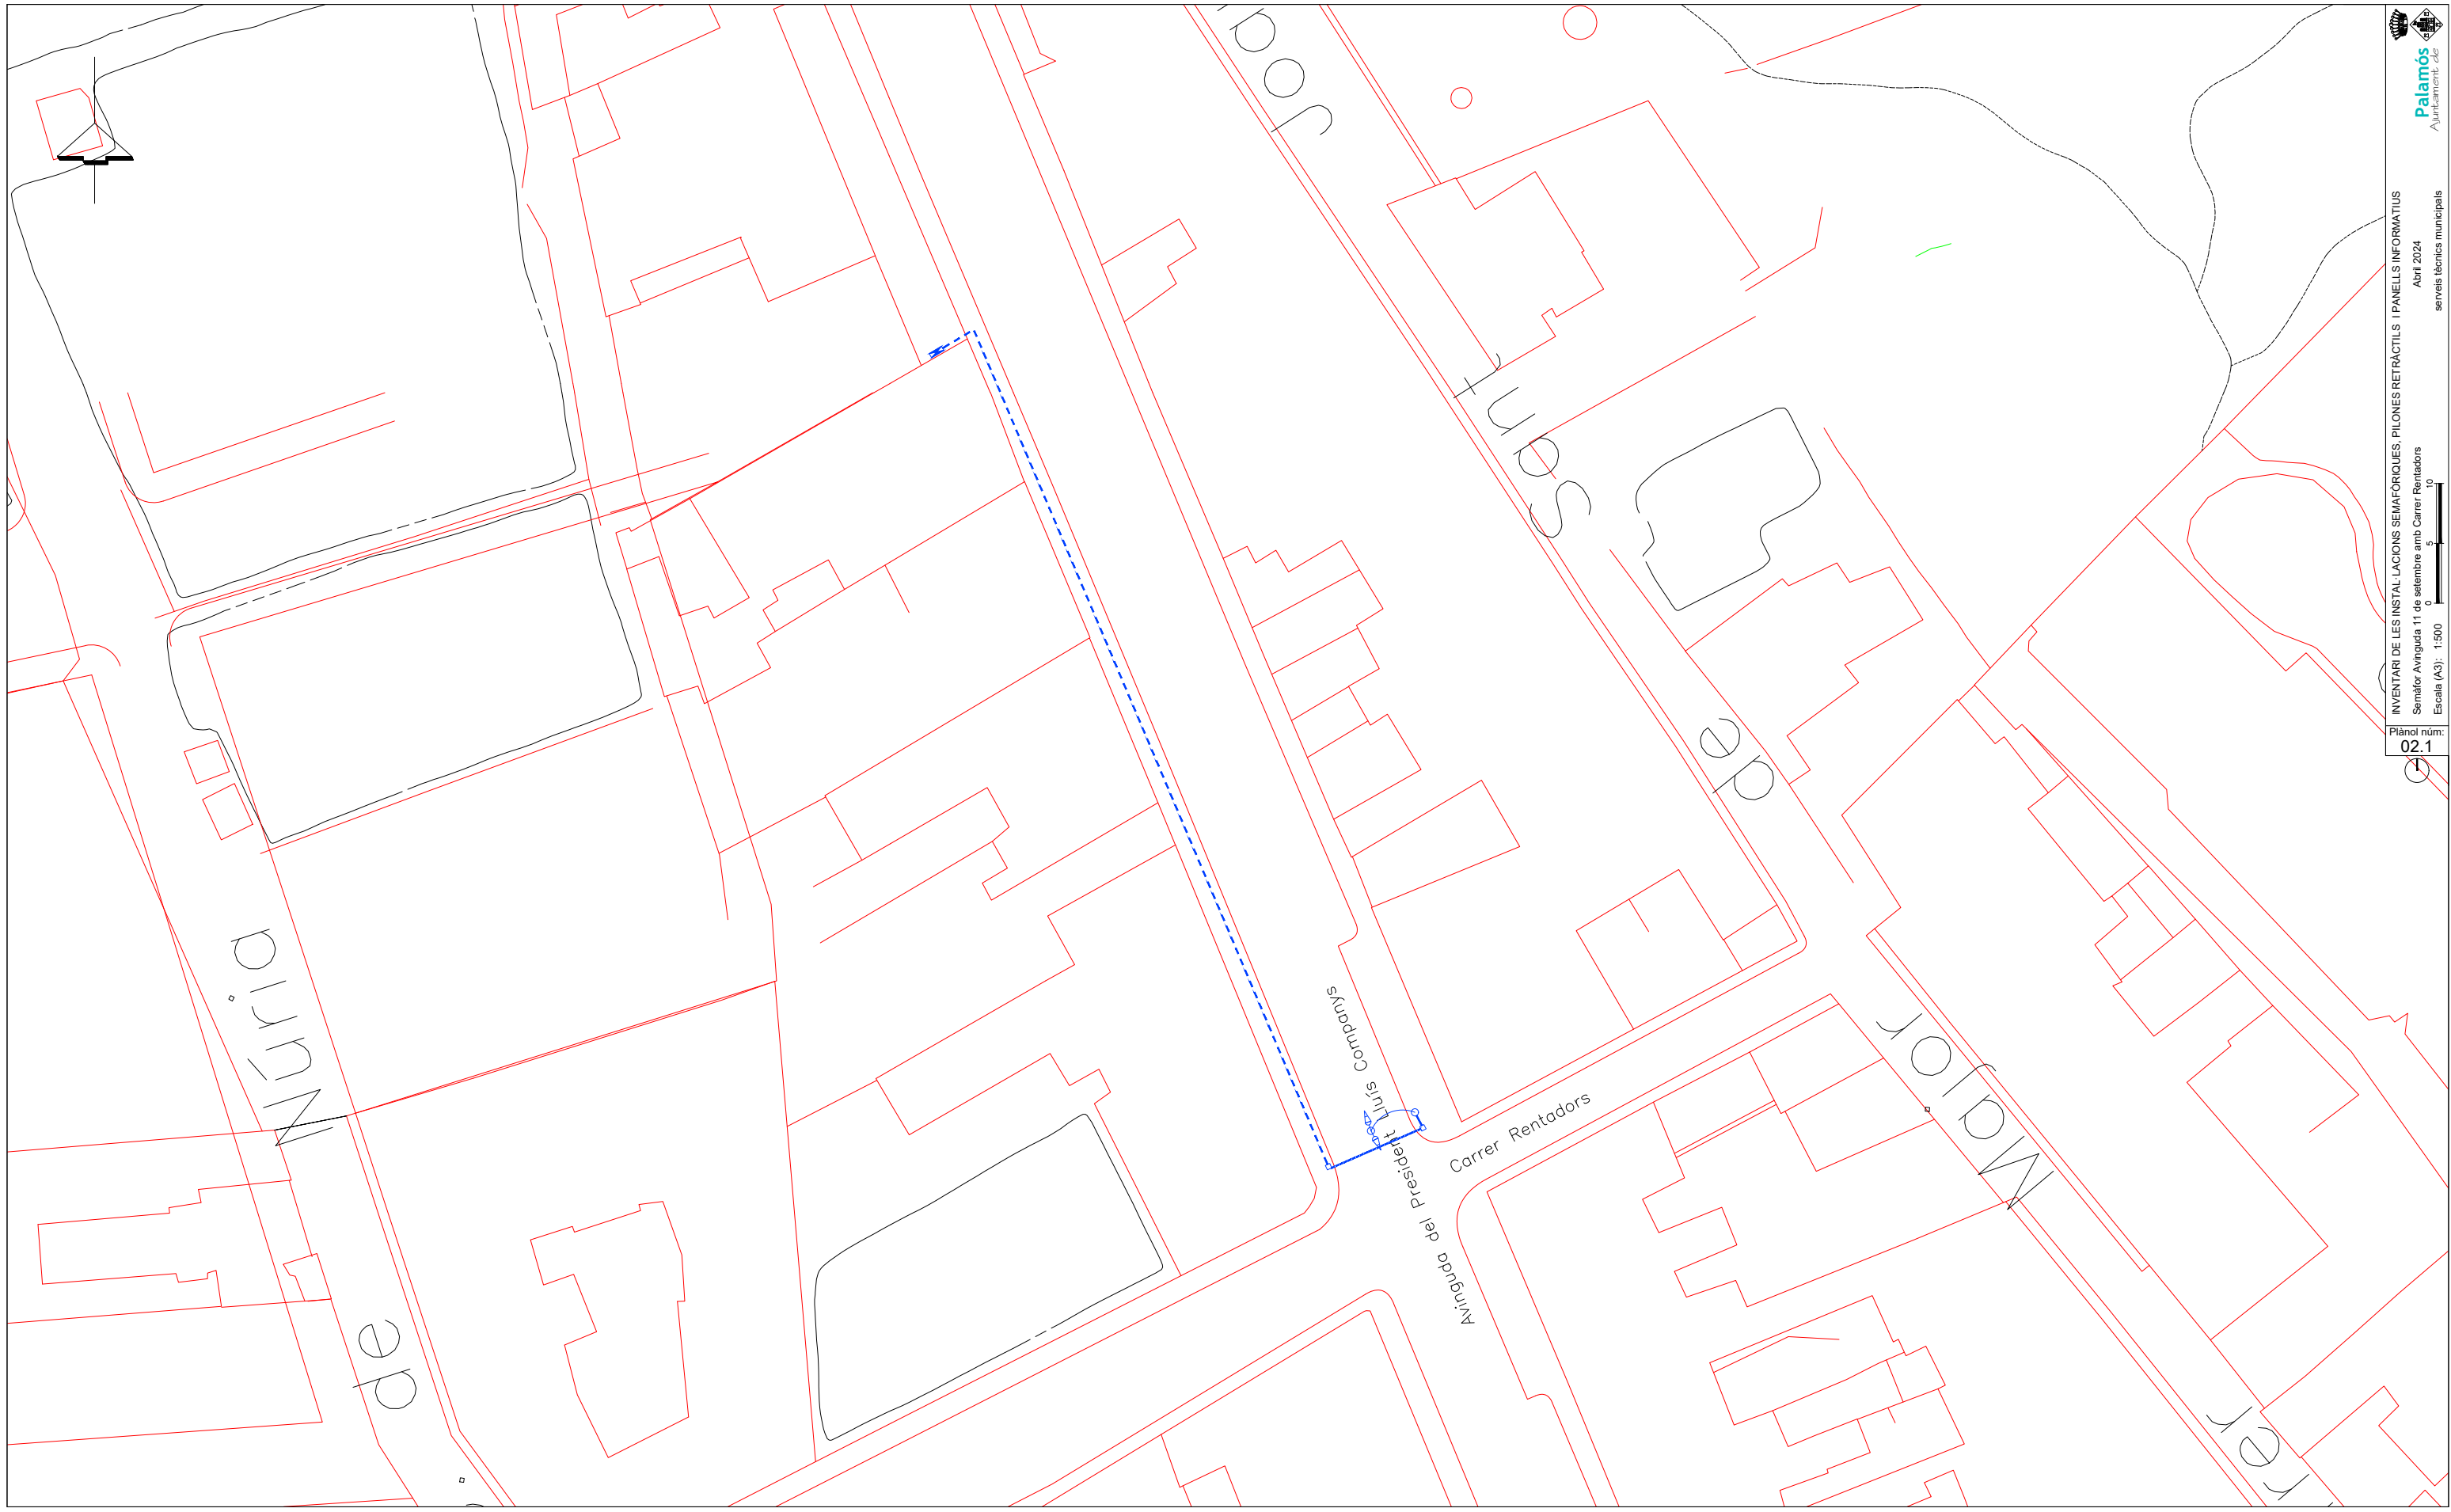 Ajuntament de
Palamós
INVENTARI DE LES INSTAL·LACIONS SEMAFÒRIQUES, PILONES RETRÀCTILS I PANELLS INFORMATIUS
Semàfor Avinguda 11 de setembre amb Carrer Rentadors
Abril 2024
Escala (A3): 1:500
0 5 10
serveis tècnics municipals
Plànol núm:
02.1
Avinguda del President Lluís Companys
Carrer Rentadors
Major
de
Núria
de